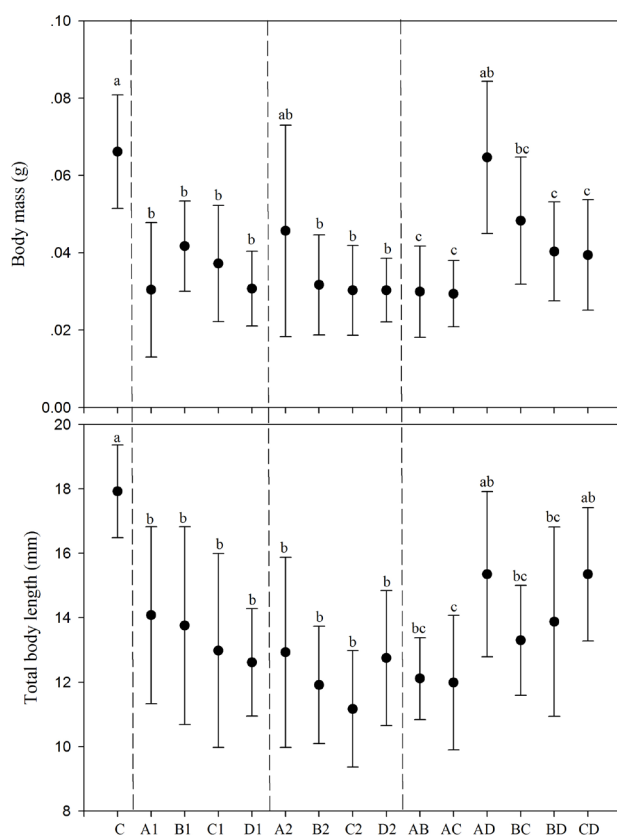 .10
.08
.06
.04
.02
0.00
Body mass (g)
a
b
b
b
b
ab
b
b
b
c
c
ab
bc
c
c
20
18
16
14
12
10
8
Total body length (mm)
a
b
b
b
b
b
b
b
b
bc
c
ab
bc
bc
ab
C A1 B1 C1 D1 A2 B2 C2 D2 AB AC AD BC BD CD